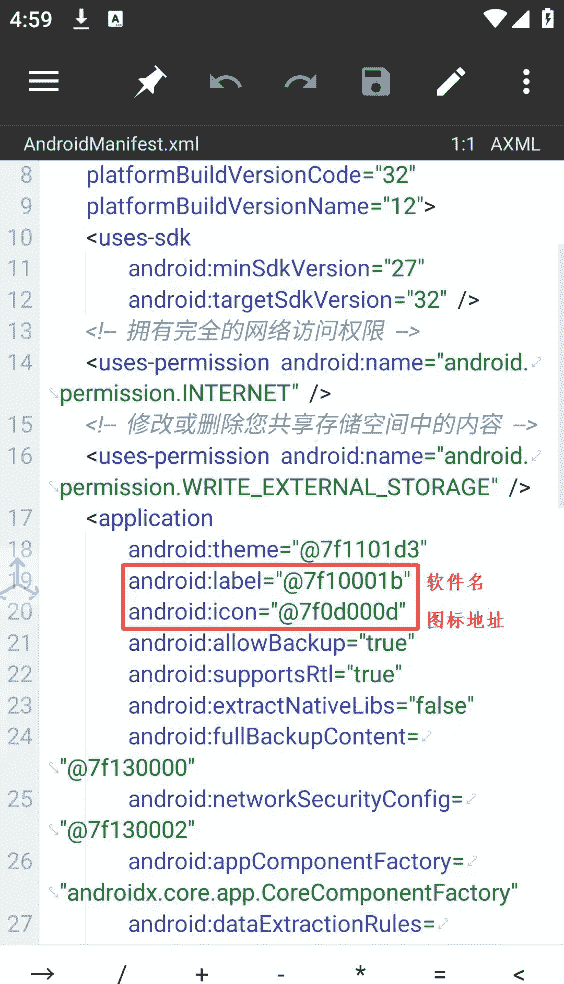 4:59
A
AndroidManifest.xml 1:1 AXML
8 platformBuildVersionCode="32"
9 platformBuildVersionName="12">
10 <uses-sdk
11 android:minSdkVersion="27"
12 android:targetSdkVersion="32" />
13 <!-- 拥有完全的网络访问权限 -->
14 <uses-permission android:name="android.
permission.INTERNET" />
15 <!-- 修改或删除您共享存储空间中的内容 -->
16 <uses-permission android:name="android.
permission.WRITE_EXTERNAL_STORAGE" />
17 <application
18 android:theme="@7f1101d3"
19 android:label="@7f10001b" 软件名
20 android:icon="@7f0d000d" 图标地址
21 android:allowBackup="true"
22 android:supportsRtl="true"
23 android:extractNativeLibs="false"
24 android:fullBackupContent=
"@7f130000"
25 android:networkSecurityConfig=
"@7f130002"
26 android:appComponentFactory=
"androidx.core.app.CoreComponentFactory"
27 android:dataExtractionRules=
→ / + - * = <